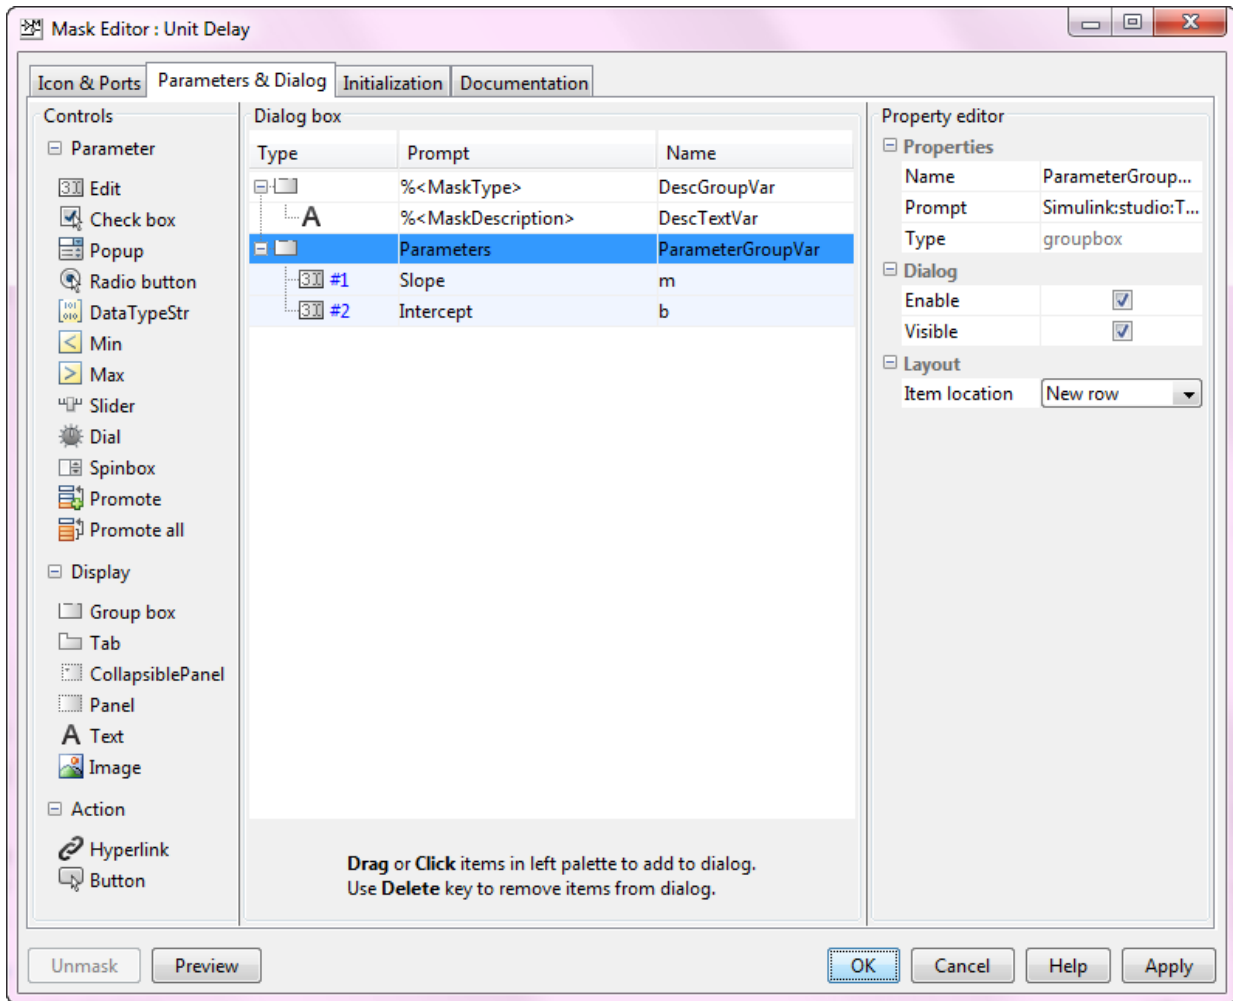 Mask Editor : Unit Delay
Icon & Ports
Parameters & Dialog
Initialization
Documentation
Controls
Parameter
Edit
Check box
Popup
Radio button
DataTypeStr
Min
Max
Slider
Dial
Spinbox
Promote
Promote all
Display
Group box
Tab
CollapsiblePanel
Panel
A Text
Image
Action
Hyperlink
Button
Dialog box
Type Prompt Name
%<MaskType> DescGroupVar
A %<MaskDescription> DescTextVar
Parameters ParameterGroupVar
#1 Slope m
#2 Intercept b
Drag or Click items in left palette to add to dialog.
Use Delete key to remove items from dialog.
Property editor
Properties
Name ParameterGroup...
Prompt Simulink:studio:T...
Type groupbox
Dialog
Enable
Visible
Layout
Item location New row
Unmask
Preview
OK
Cancel
Help
Apply